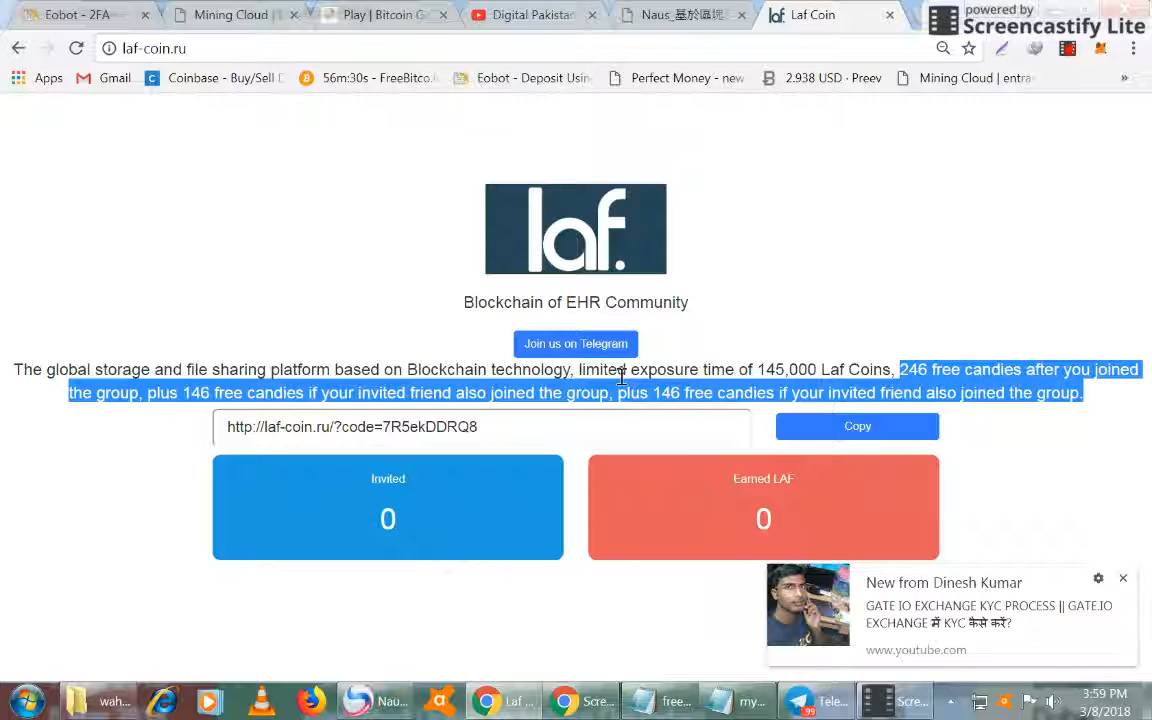 Eobot - 2FA
Mining Cloud
Play | Bitcoin G
Digital Pakistan
Naus_基於區塊
Laf Coin
powered by
Screencastify Lite
laf-coin.ru
Apps
Gmail
Coinbase - Buy/Sell
56m:30s - FreeBitco.
Eobot - Deposit Usin
Perfect Money - new
2.938 USD · Preev
Mining Cloud | entra
laf.
Blockchain of EHR Community
Join us on Telegram
The global storage and file sharing platform based on Blockchain technology, limited exposure time of 145,000 Laf Coins, 246 free candies after you joined
the group, plus 146 free candies if your invited friend also joined the group, plus 146 free candies if your invited friend also joined the group.
http://laf-coin.ru/?code=7R5ekDDRQ8
Copy
Invited
Earned LAF
0
0
New from Dinesh Kumar
GATE IO EXCHANGE KYC PROCESS || GATE.IO
EXCHANGE में KYC कैसे करें?
www.youtube.com
wah...
Nau...
Laf ...
Scre...
free...
my...
99
Tele...
Scre...
3:59 PM
3/8/2018